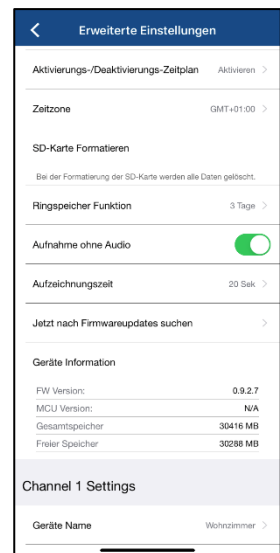 Erweiterte Einstellungen
Aktivierungs-/Deaktivierungs-Zeitplan Aktivieren
Zeitzone GMT+01:00
SD-Karte Formatieren
Bei der Formatierung der SD-Karte werden alle Daten gelöscht.
Ringspeicher Funktion 3 Tage
Aufnahme ohne Audio
Aufzeichnungszeit 20 Sek
Jetzt nach Firmwareupdates suchen
Geräte Information
FW Version: 0.9.2.7
MCU Version: N/A
Gesamtspeicher 30416 MB
Freier Speicher 30288 MB
Channel 1 Settings
Geräte Name Wohnzimmer